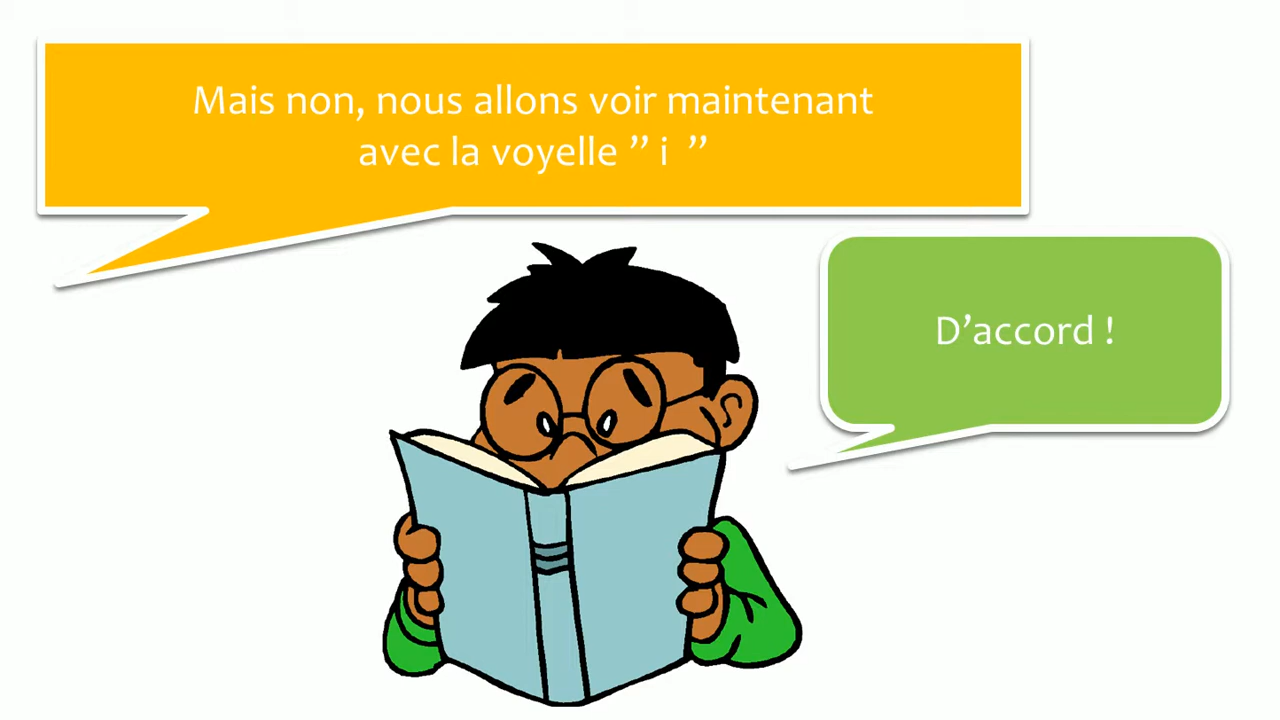 Mais non, nous allons voir maintenant
avec la voyelle ” i  ”
D’accord !